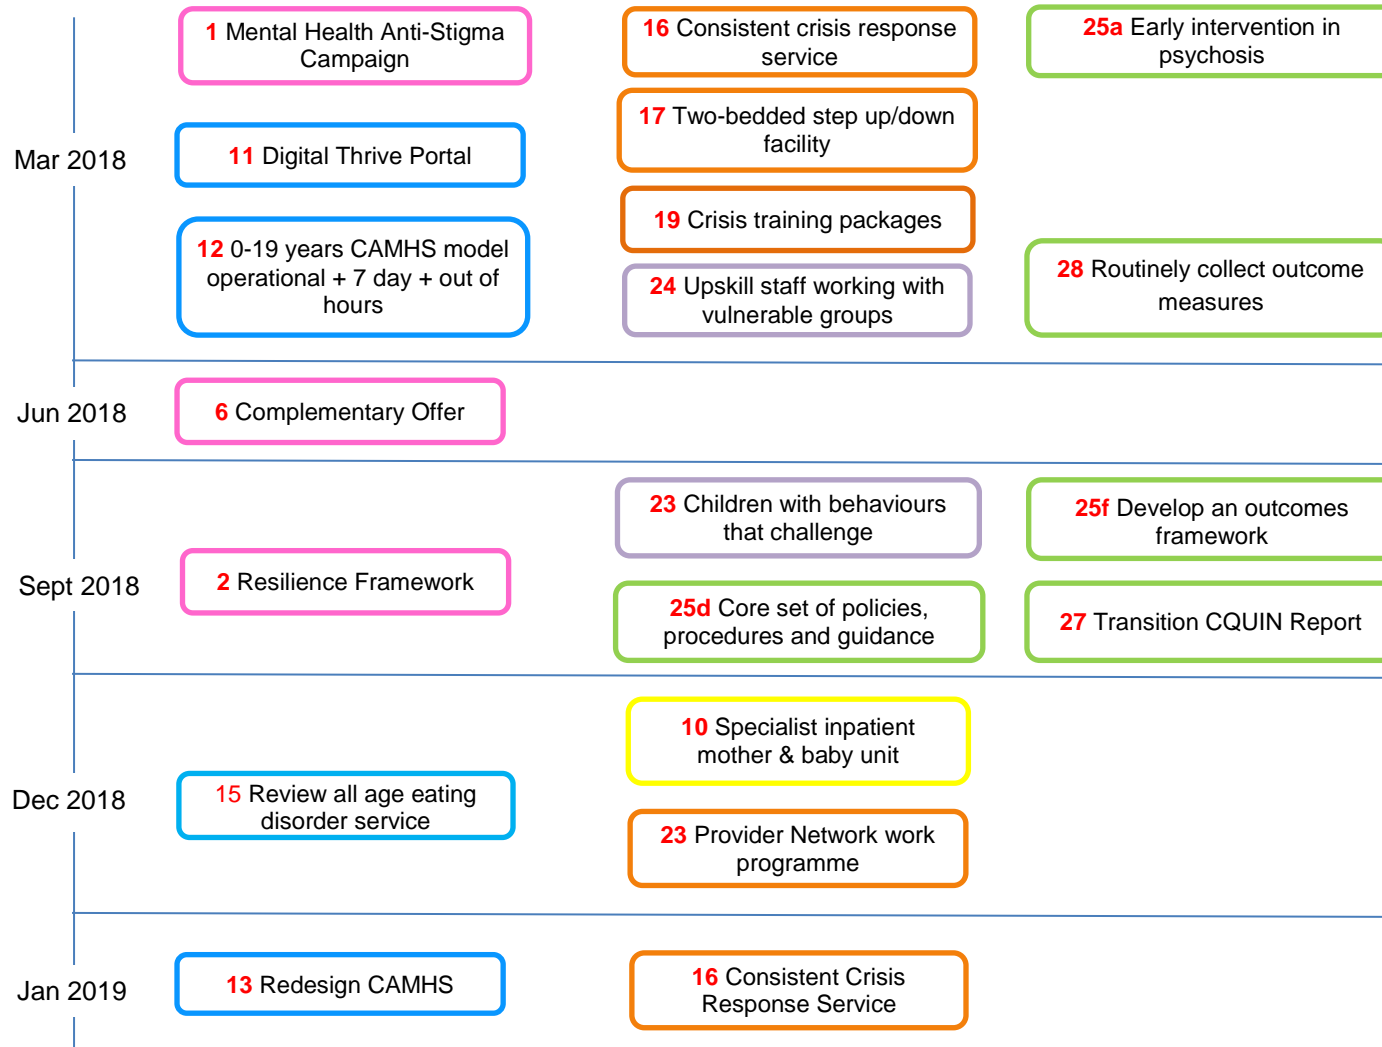 Mar 2018
1 Mental Health Anti-Stigma
Campaign
11 Digital Thrive Portal
12 0-19 years CAMHS model
operational + 7 day + out of
hours
16 Consistent crisis response
service
17 Two-bedded step up/down
facility
19 Crisis training packages
24 Upskill staff working with
vulnerable groups
25a Early intervention in
psychosis
28 Routinely collect outcome
measures
Jun 2018
6 Complementary Offer
Sept 2018
2 Resilience Framework
23 Children with behaviours
that challenge
25d Core set of policies,
procedures and guidance
25f Develop an outcomes
framework
27 Transition CQUIN Report
Dec 2018
15 Review all age eating
disorder service
10 Specialist inpatient
mother & baby unit
23 Provider Network work
programme
Jan 2019
13 Redesign CAMHS
16 Consistent Crisis
Response Service